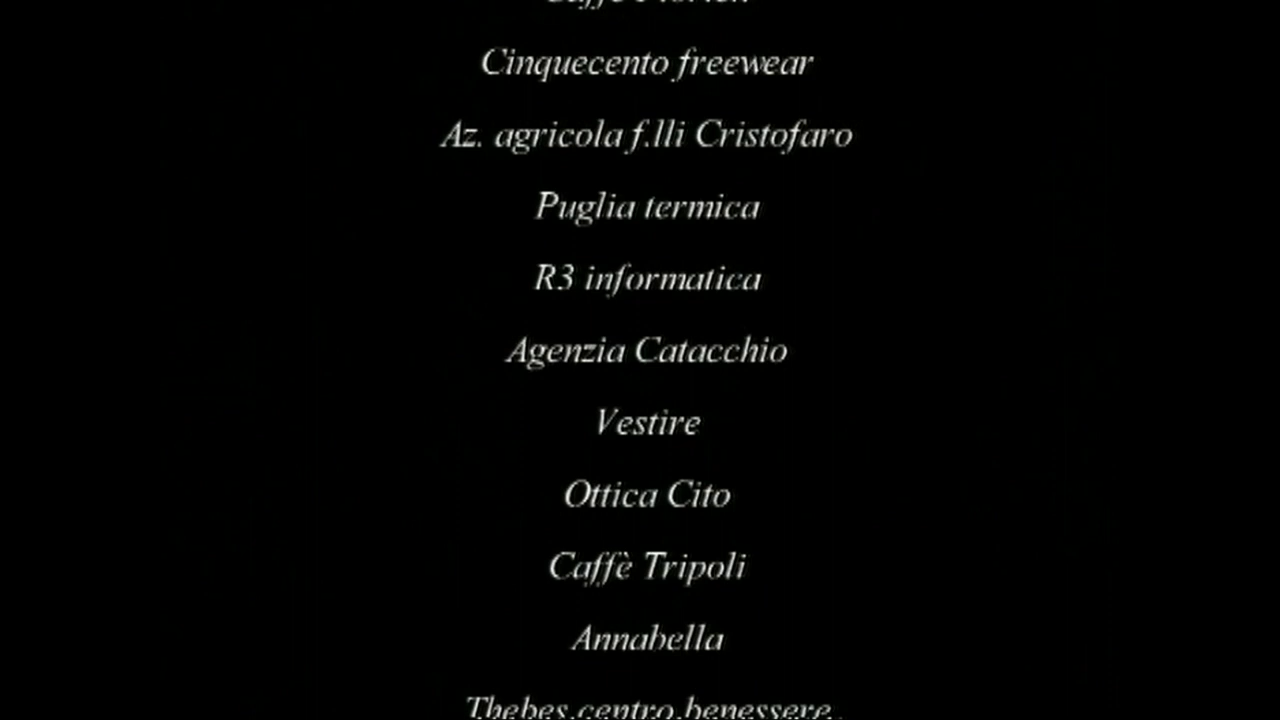 Cinquecento freewear
Az. agricola f.lli Cristofaro
Puglia termica
R3 informatica
Agenzia Catacchio
Vestire
Ottica Cito
Caffè Tripoli
Annabella
Thebes centro benessere